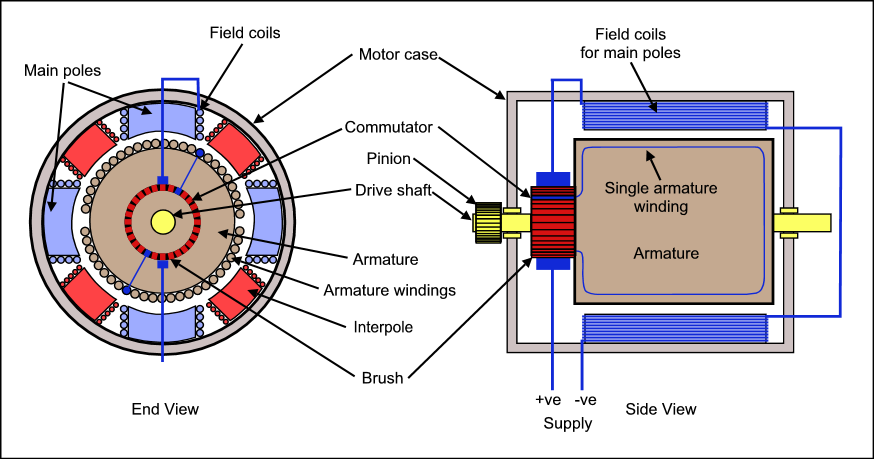 Field coils
Main poles
Motor case
Field coils
for main poles
Commutator
Pinion
Drive shaft
Single armature
winding
Armature
Armature
Armature windings
Interpole
Brush
+ve -ve
Supply
End View
Side View